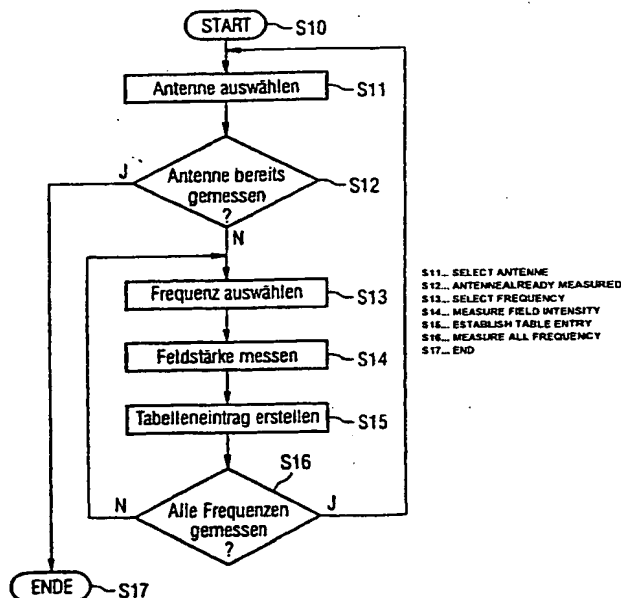 START S10
Antenne auswählen S11
J Antenne bereits
gemessen S12
?
N
Frequenz auswählen S13
Feldstärke messen S14
Tabelleneintrag erstellen S15
S16
N Alle Frequenzen J
gemessen
?
ENDE S17
S11... SELECT ANTENNE
S12... ANTENNEALREADY MEASURED
S13... SELECT FREQUENCY
S14... MEASURE FIELD INTENSITY
S15... ESTABLISH TABLE ENTRY
S16... MEASURE ALL FREQUENCY
S17... END